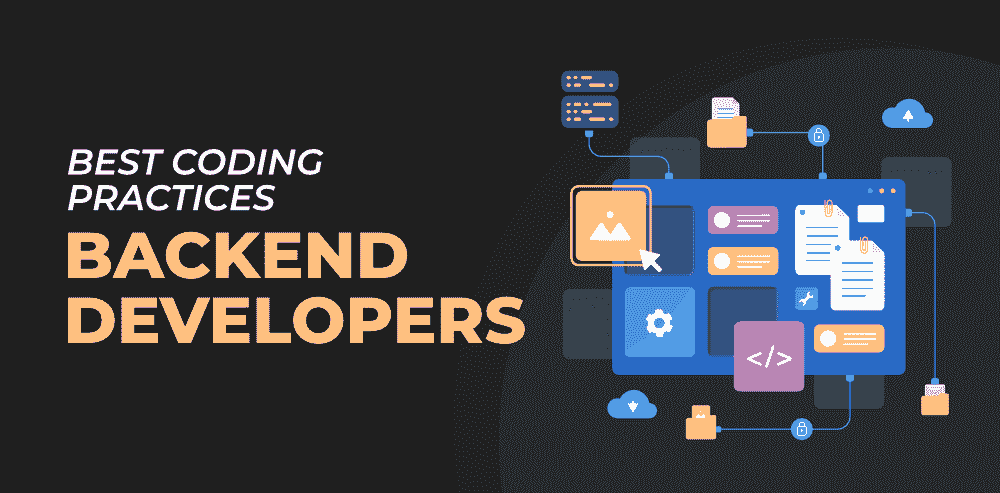 BEST CODING
PRACTICES
BACKEND
DEVELOPERS
</>